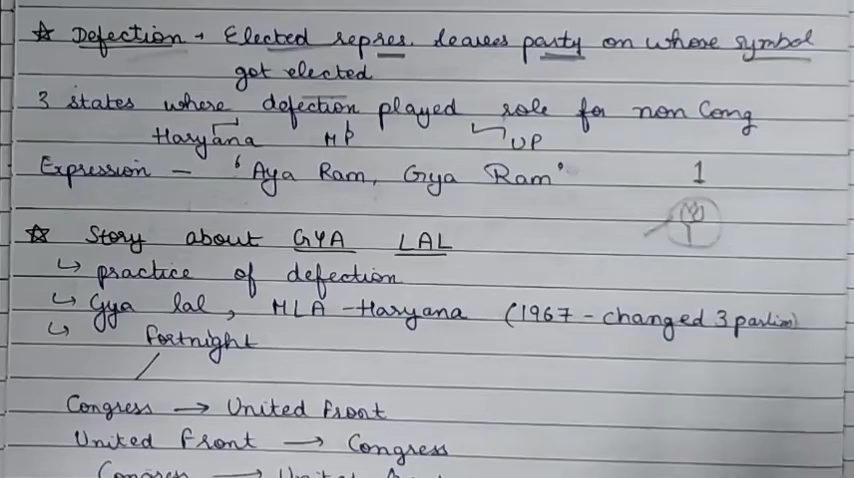 ☆ Defection → Elected repres. leaves party on whose symbol
got elected
3 states where defection played role for non Cong
Haryana MP UP
Expression – 'Aya Ram, Gya Ram' 1
☆ Story about GYA LAL
↳ practice of defection
↳ Gya lal, MLA - Haryana (1967 - changed 3 parties)
↳ fortnight
Congress → United Front
United Front → Congress
Congress → United